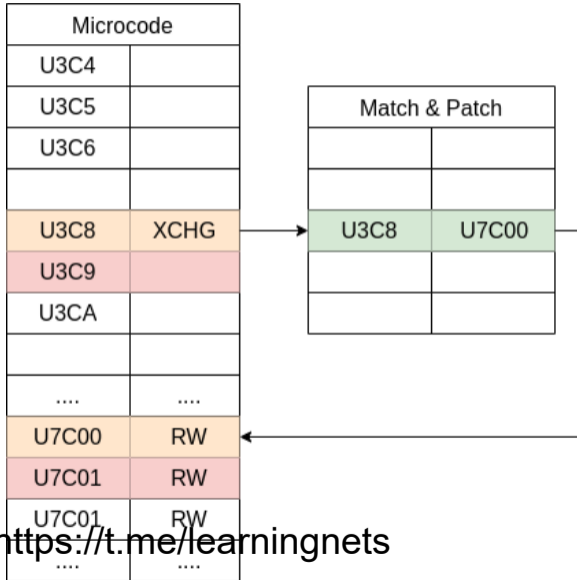 Microcode
U3C4
U3C5
U3C6
Match & Patch
U3C8 XCHG
U3C8 U7C00
U3C9
U3CA
.... ....
U7C00 RW
U7C01 RW
U7C01 RW
https://t.me/learningnets
.... ....